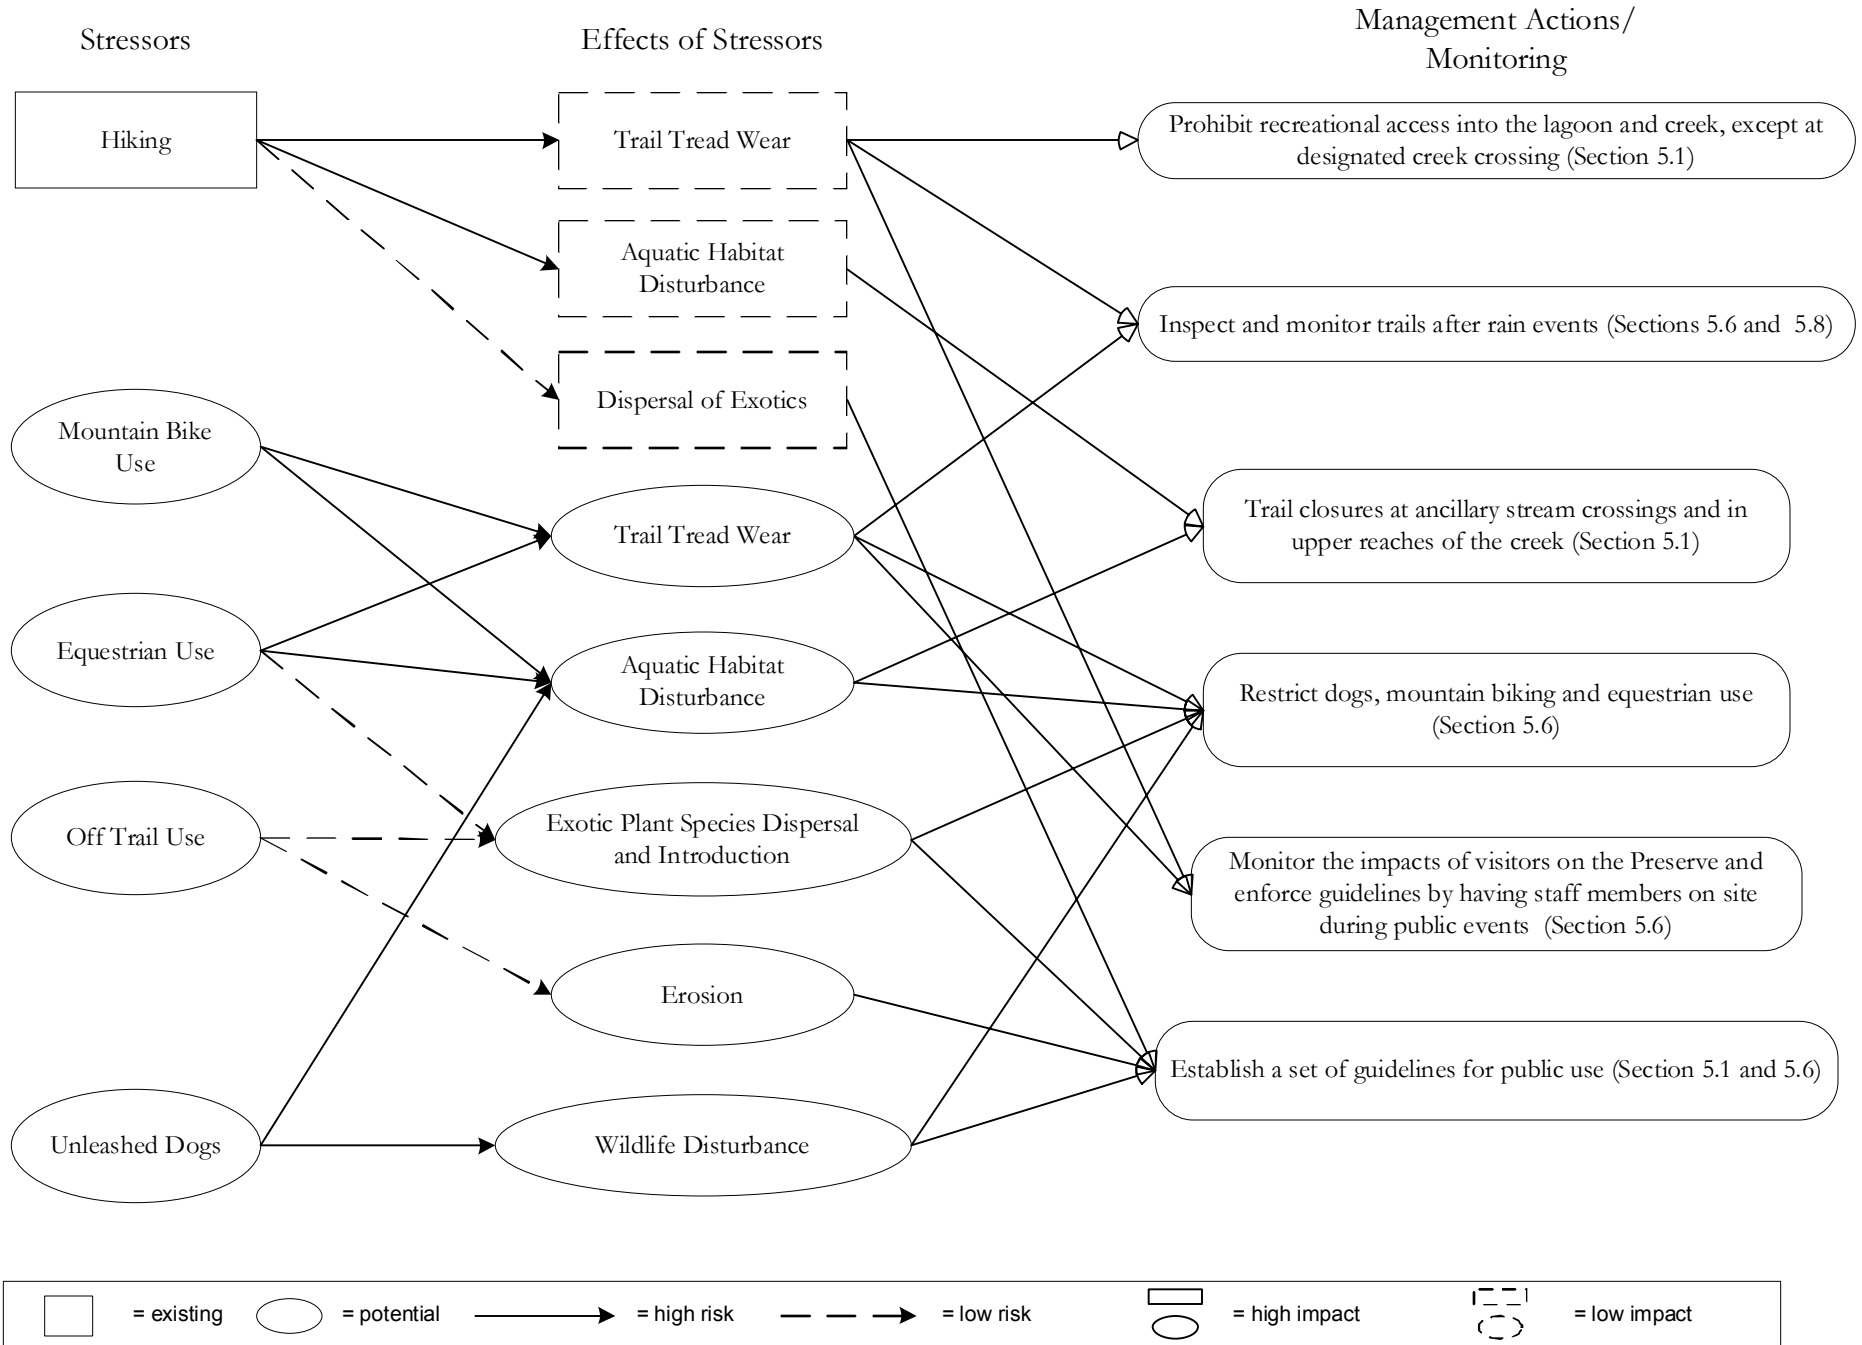 Stressors
Effects of Stressors
Management Actions/
Monitoring
Hiking
Trail Tread Wear
Prohibit recreational access into the lagoon and creek, except at
designated creek crossing (Section 5.1)
Aquatic Habitat
Disturbance
Inspect and monitor trails after rain events (Sections 5.6 and 5.8)
Dispersal of Exotics
Mountain Bike
Use
Trail Tread Wear
Trail closures at ancillary stream crossings and in
upper reaches of the creek (Section 5.1)
Equestrian Use
Aquatic Habitat
Disturbance
Restrict dogs, mountain biking and equestrian use
(Section 5.6)
Off Trail Use
Exotic Plant Species Dispersal
and Introduction
Monitor the impacts of visitors on the Preserve and
enforce guidelines by having staff members on site
during public events (Section 5.6)
Erosion
Establish a set of guidelines for public use (Section 5.1 and 5.6)
Unleashed Dogs
Wildlife Disturbance
= existing
= potential
= high risk
= low risk
= high impact
= low impact